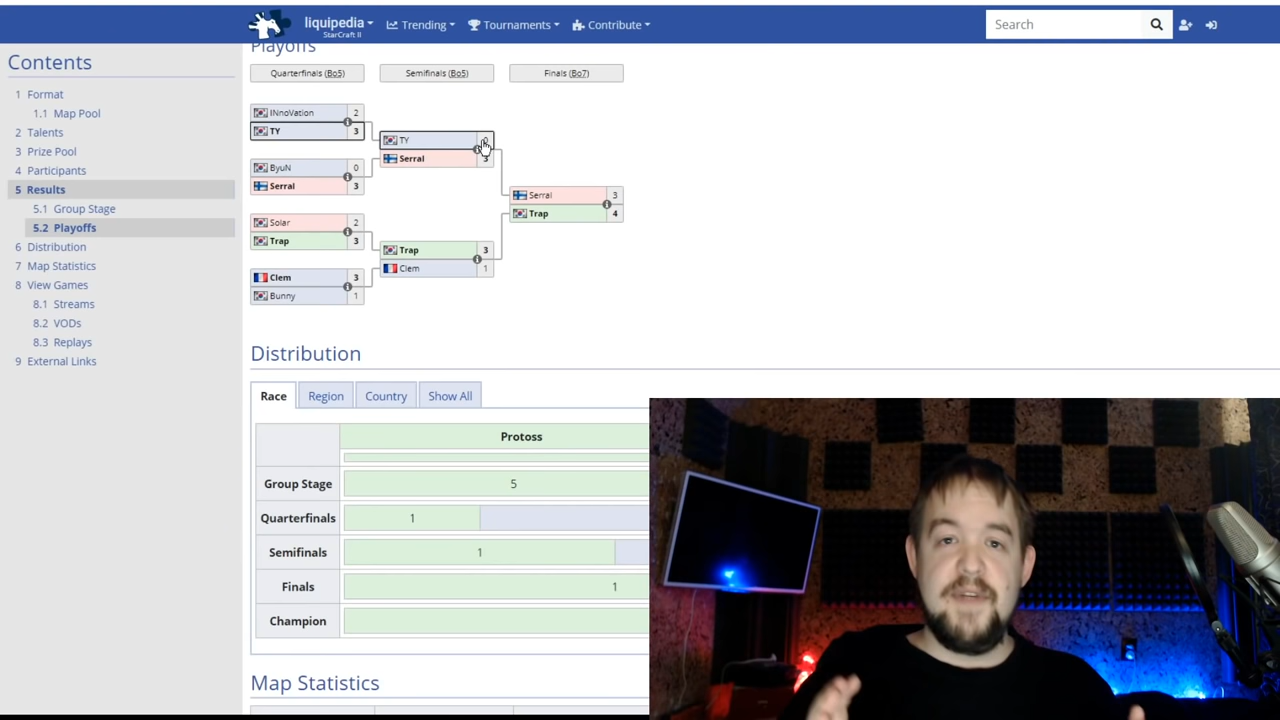 liquipedia
StarCraft II
Trending
Tournaments
Contribute
Search
Contents
1 Format
1.1 Map Pool
2 Talents
3 Prize Pool
4 Participants
5 Results
5.1 Group Stage
5.2 Playoffs
6 Distribution
7 Map Statistics
8 View Games
8.1 Streams
8.2 VODs
8.3 Replays
9 External Links
Playoffs
Quarterfinals (Bo5)
Semifinals (Bo5)
Finals (Bo7)
INnoVation 2
TY 3
ByuN 0
Serral 3
Solar 2
Trap 3
Clem 3
Bunny 1
TY
Serral 3
Trap 3
Clem 1
Serral 3
Trap 4
Distribution
Race
Region
Country
Show All
Protoss
Group Stage 5
Quarterfinals 1
Semifinals 1
Finals 1
Champion
Map Statistics